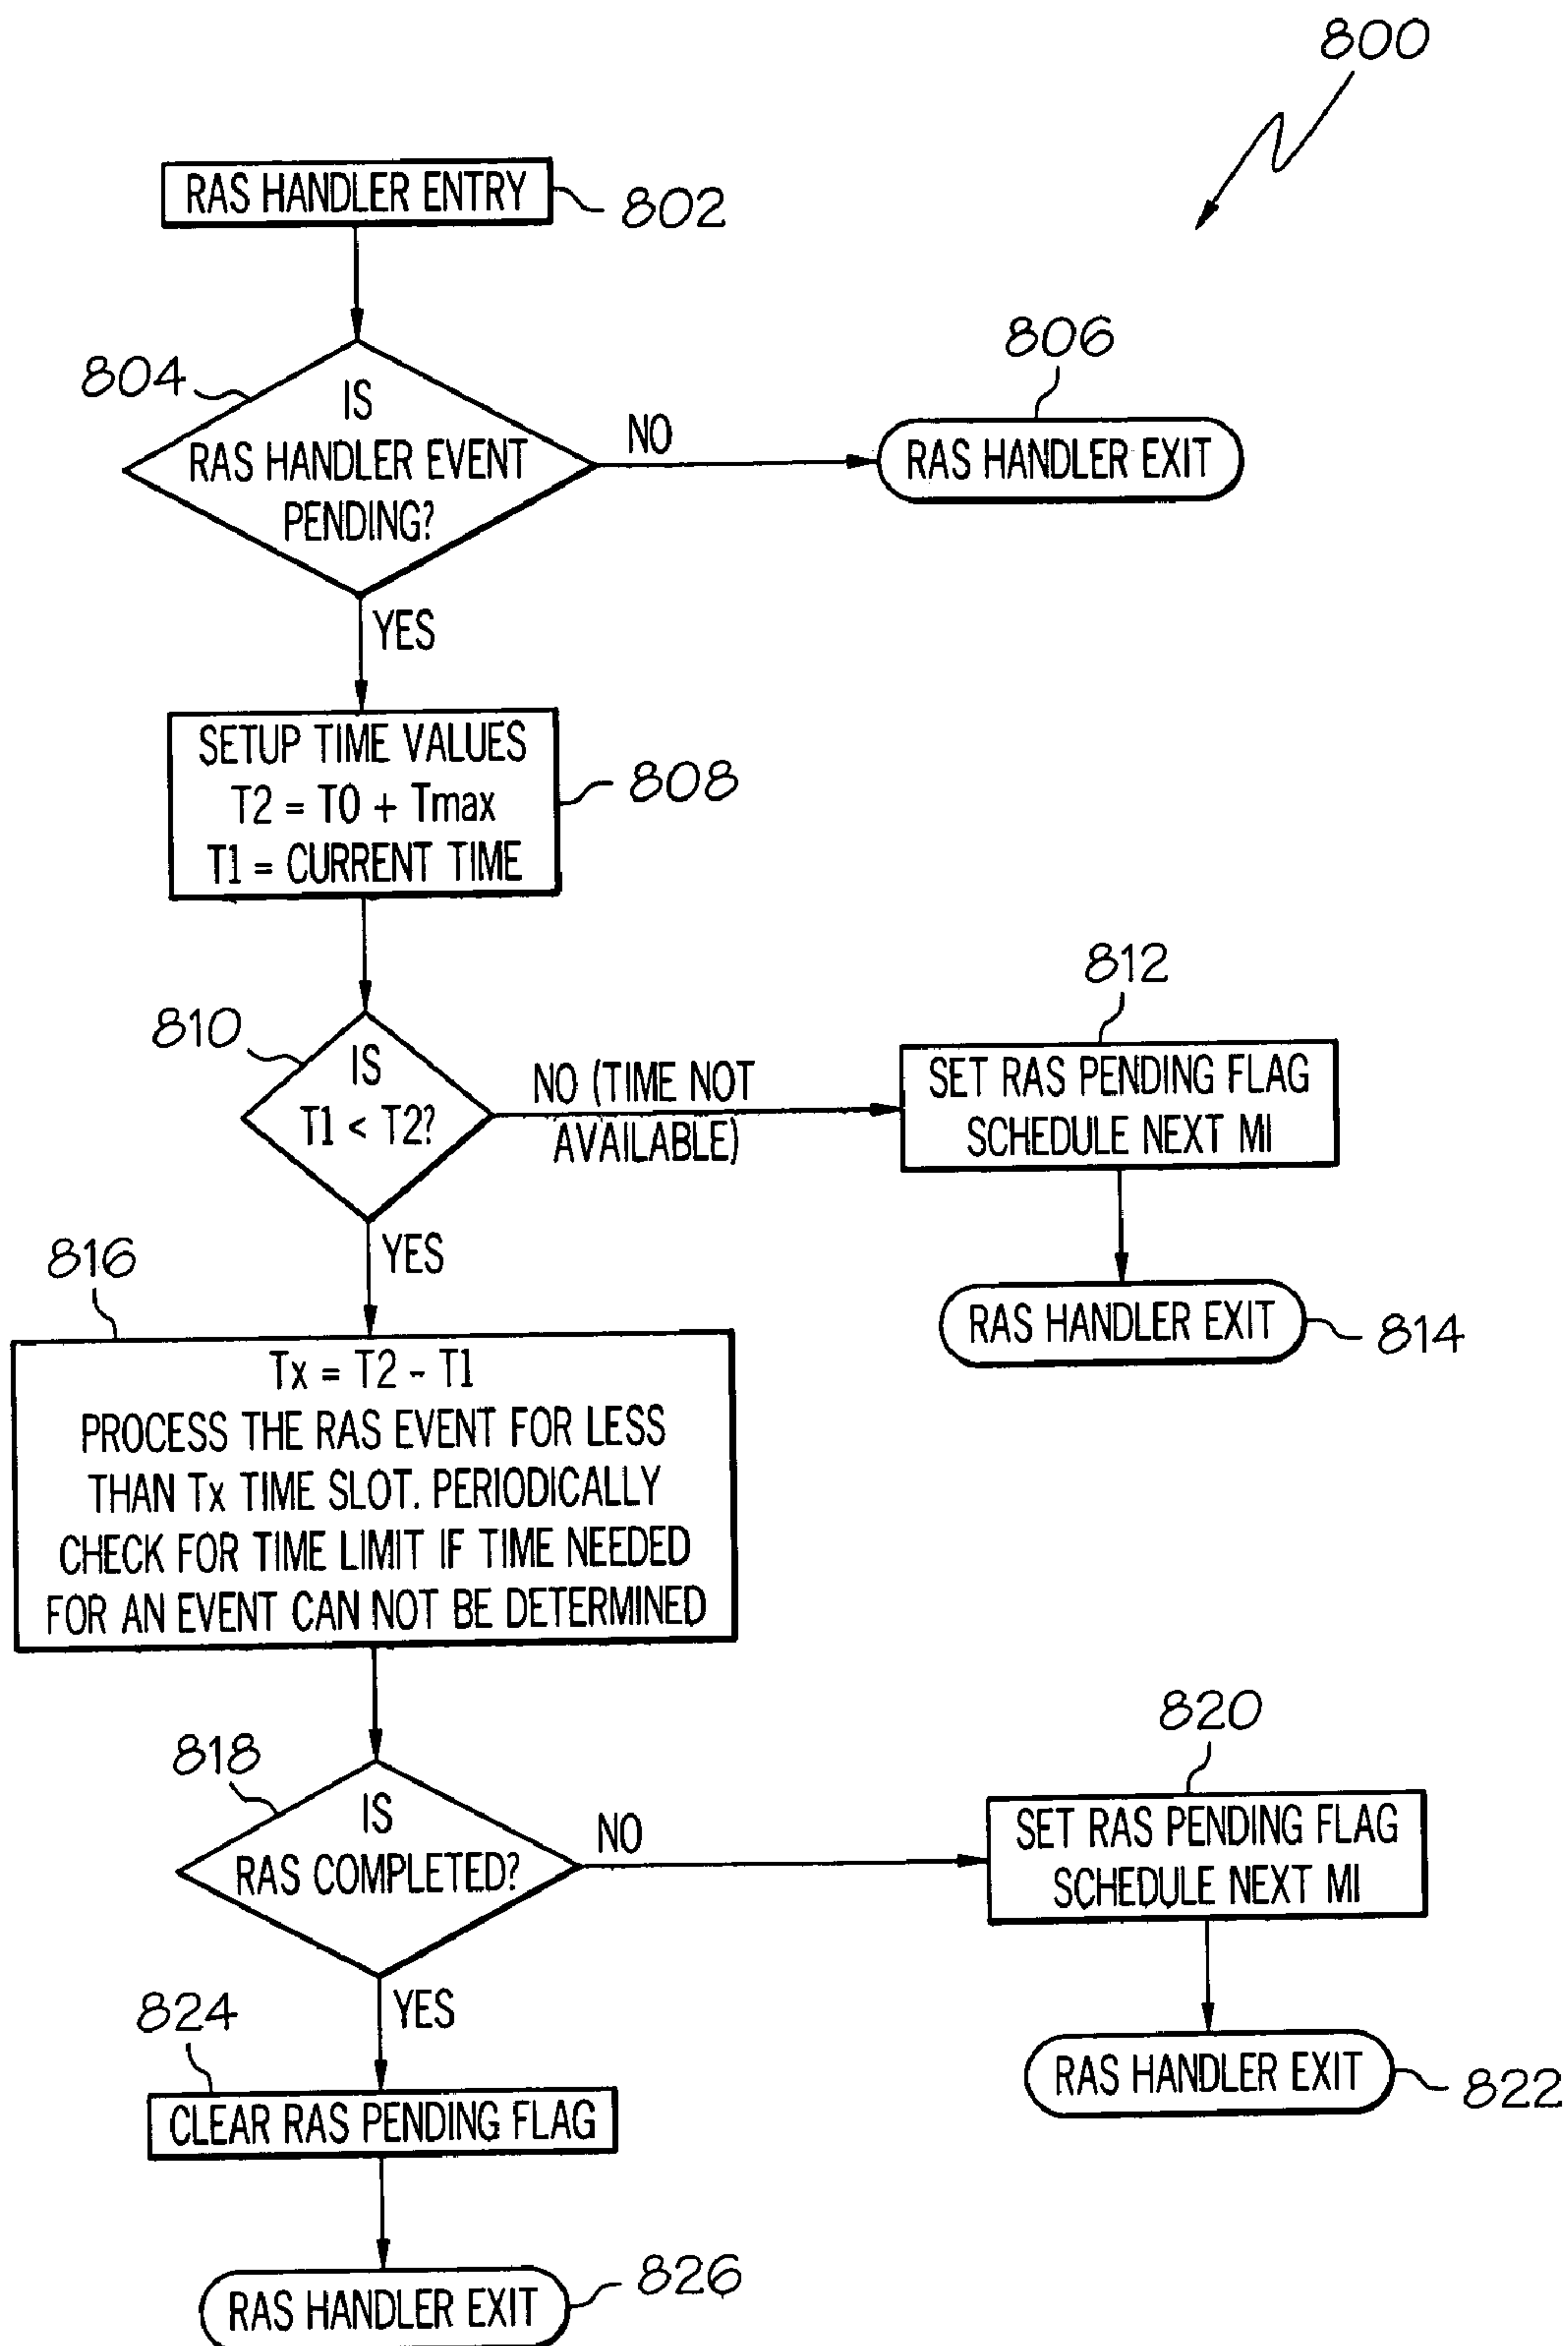 800
RAS HANDLER ENTRY
802
804
IS
RAS HANDLER EVENT
PENDING?
NO
806
RAS HANDLER EXIT
YES
SETUP TIME VALUES
T2 = T0 + Tmax
T1 = CURRENT TIME
808
810
IS
T1 < T2?
NO (TIME NOT
AVAILABLE)
812
SET RAS PENDING FLAG
SCHEDULE NEXT MI
RAS HANDLER EXIT
814
YES
816
Tx = T2 - T1
PROCESS THE RAS EVENT FOR LESS
THAN Tx TIME SLOT. PERIODICALLY
CHECK FOR TIME LIMIT IF TIME NEEDED
FOR AN EVENT CAN NOT BE DETERMINED
818
IS
RAS COMPLETED?
NO
820
SET RAS PENDING FLAG
SCHEDULE NEXT MI
RAS HANDLER EXIT
822
YES
824
CLEAR RAS PENDING FLAG
RAS HANDLER EXIT
826